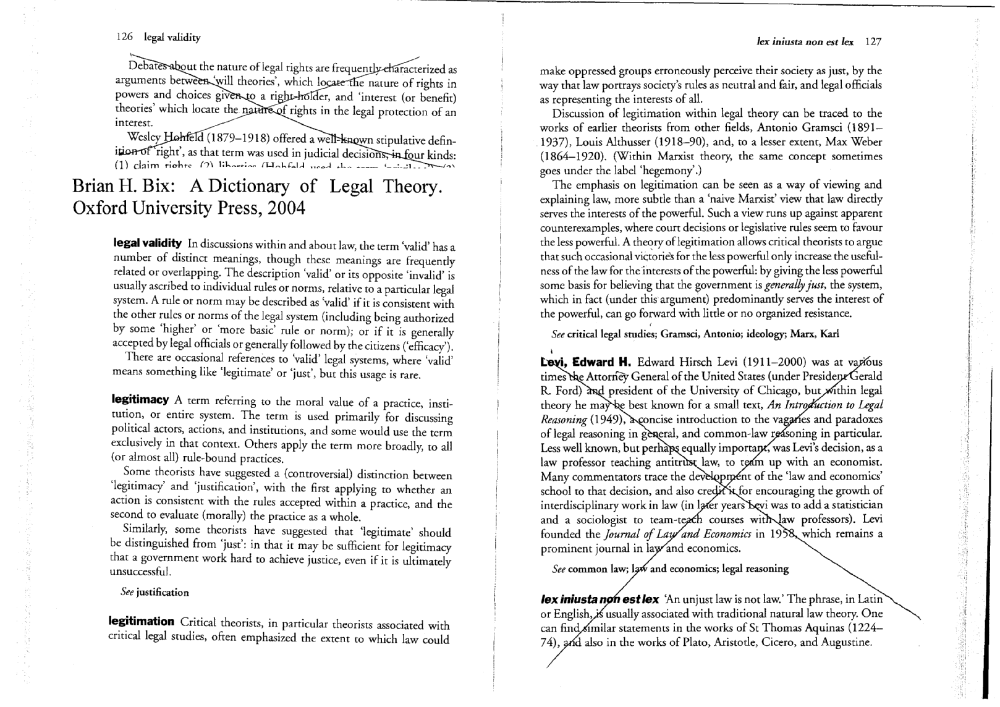 126 legal validity
Debates about the nature of legal rights are frequently characterized as
arguments between ‘will theories’, which locate the nature of rights in
powers and choices given to a right-holder, and ‘interest (or benefit)
theories’ which locate the nature of rights in the legal protection of an
interest.
Wesley Hohfeld (1879–1918) offered a well-known stipulative defin-
ition of ‘right’, as that term was used in judicial decisions, in four kinds:
(1) claim rights (2) liberties (Hohfeld used the term
Brian H. Bix: A Dictionary of Legal Theory.
Oxford University Press, 2004
legal validity In discussions within and about law, the term ‘valid’ has a
number of distinct meanings, though these meanings are frequently
related or overlapping. The description ‘valid’ or its opposite ‘invalid’ is
usually ascribed to individual rules or norms, relative to a particular legal
system. A rule or norm may be described as ‘valid’ if it is consistent with
the other rules or norms of the legal system (including being authorized
by some ‘higher’ or ‘more basic’ rule or norm); or if it is generally
accepted by legal officials or generally followed by the citizens (‘efficacy’).
There are occasional references to ‘valid’ legal systems, where ‘valid’
means something like ‘legitimate’ or ‘just’, but this usage is rare.
legitimacy A term referring to the moral value of a practice, insti-
tution, or entire system. The term is used primarily for discussing
political actors, actions, and institutions, and some would use the term
exclusively in that context. Others apply the term more broadly, to all
(or almost all) rule-bound practices.
Some theorists have suggested a (controversial) distinction between
‘legitimacy’ and ‘justification’, with the first applying to whether an
action is consistent with the rules accepted within a practice, and the
second to evaluate (morally) the practice as a whole.
Similarly, some theorists have suggested that ‘legitimate’ should
be distinguished from ‘just’: in that it may be sufficient for legitimacy
that a government work hard to achieve justice, even if it is ultimately
unsuccessful.
See justification
legitimation Critical theorists, in particular theorists associated with
critical legal studies, often emphasized the extent to which law could
lex iniusta non est lex 127
make oppressed groups erroneously perceive their society as just, by the
way that law portrays society’s rules as neutral and fair, and legal officials
as representing the interests of all.
Discussion of legitimation within legal theory can be traced to the
works of earlier theorists from other fields, Antonio Gramsci (1891–
1937), Louis Althusser (1918–90), and, to a lesser extent, Max Weber
(1864–1920). (Within Marxist theory, the same concept sometimes
goes under the label ‘hegemony’.)
The emphasis on legitimation can be seen as a way of viewing and
explaining law, more subtle than a ‘naive Marxist’ view that law directly
serves the interests of the powerful. Such a view runs up against apparent
counterexamples, where court decisions or legislative rules seem to favour
the less powerful. A theory of legitimation allows critical theorists to argue
that such occasional victories for the less powerful only increase the useful-
ness of the law for the interests of the powerful: by giving the less powerful
some basis for believing that the government is generally just, the system,
which in fact (under this argument) predominantly serves the interest of
the powerful, can go forward with little or no organized resistance.
See critical legal studies; Gramsci, Antonio; ideology; Marx, Karl
Levi, Edward H. Edward Hirsch Levi (1911–2000) was at various
times the Attorney General of the United States (under President Gerald
R. Ford) and president of the University of Chicago, but within legal
theory he may be best known for a small text, An Introduction to Legal
Reasoning (1949), a concise introduction to the vagaries and paradoxes
of legal reasoning in general, and common-law reasoning in particular.
Less well known, but perhaps equally important, was Levi’s decision, as a
law professor teaching antitrust law, to team up with an economist.
Many commentators trace the development of the ‘law and economics’
school to that decision, and also credit it for encouraging the growth of
interdisciplinary work in law (in later years Levi was to add a statistician
and a sociologist to team-teach courses with law professors). Levi
founded the Journal of Law and Economics in 1958, which remains a
prominent journal in law and economics.
See common law; law and economics; legal reasoning
lex iniusta non est lex ‘An unjust law is not law.’ The phrase, in Latin
or English, is usually associated with traditional natural law theory. One
can find similar statements in the works of St Thomas Aquinas (1224–
74), and also in the works of Plato, Aristotle, Cicero, and Augustine.